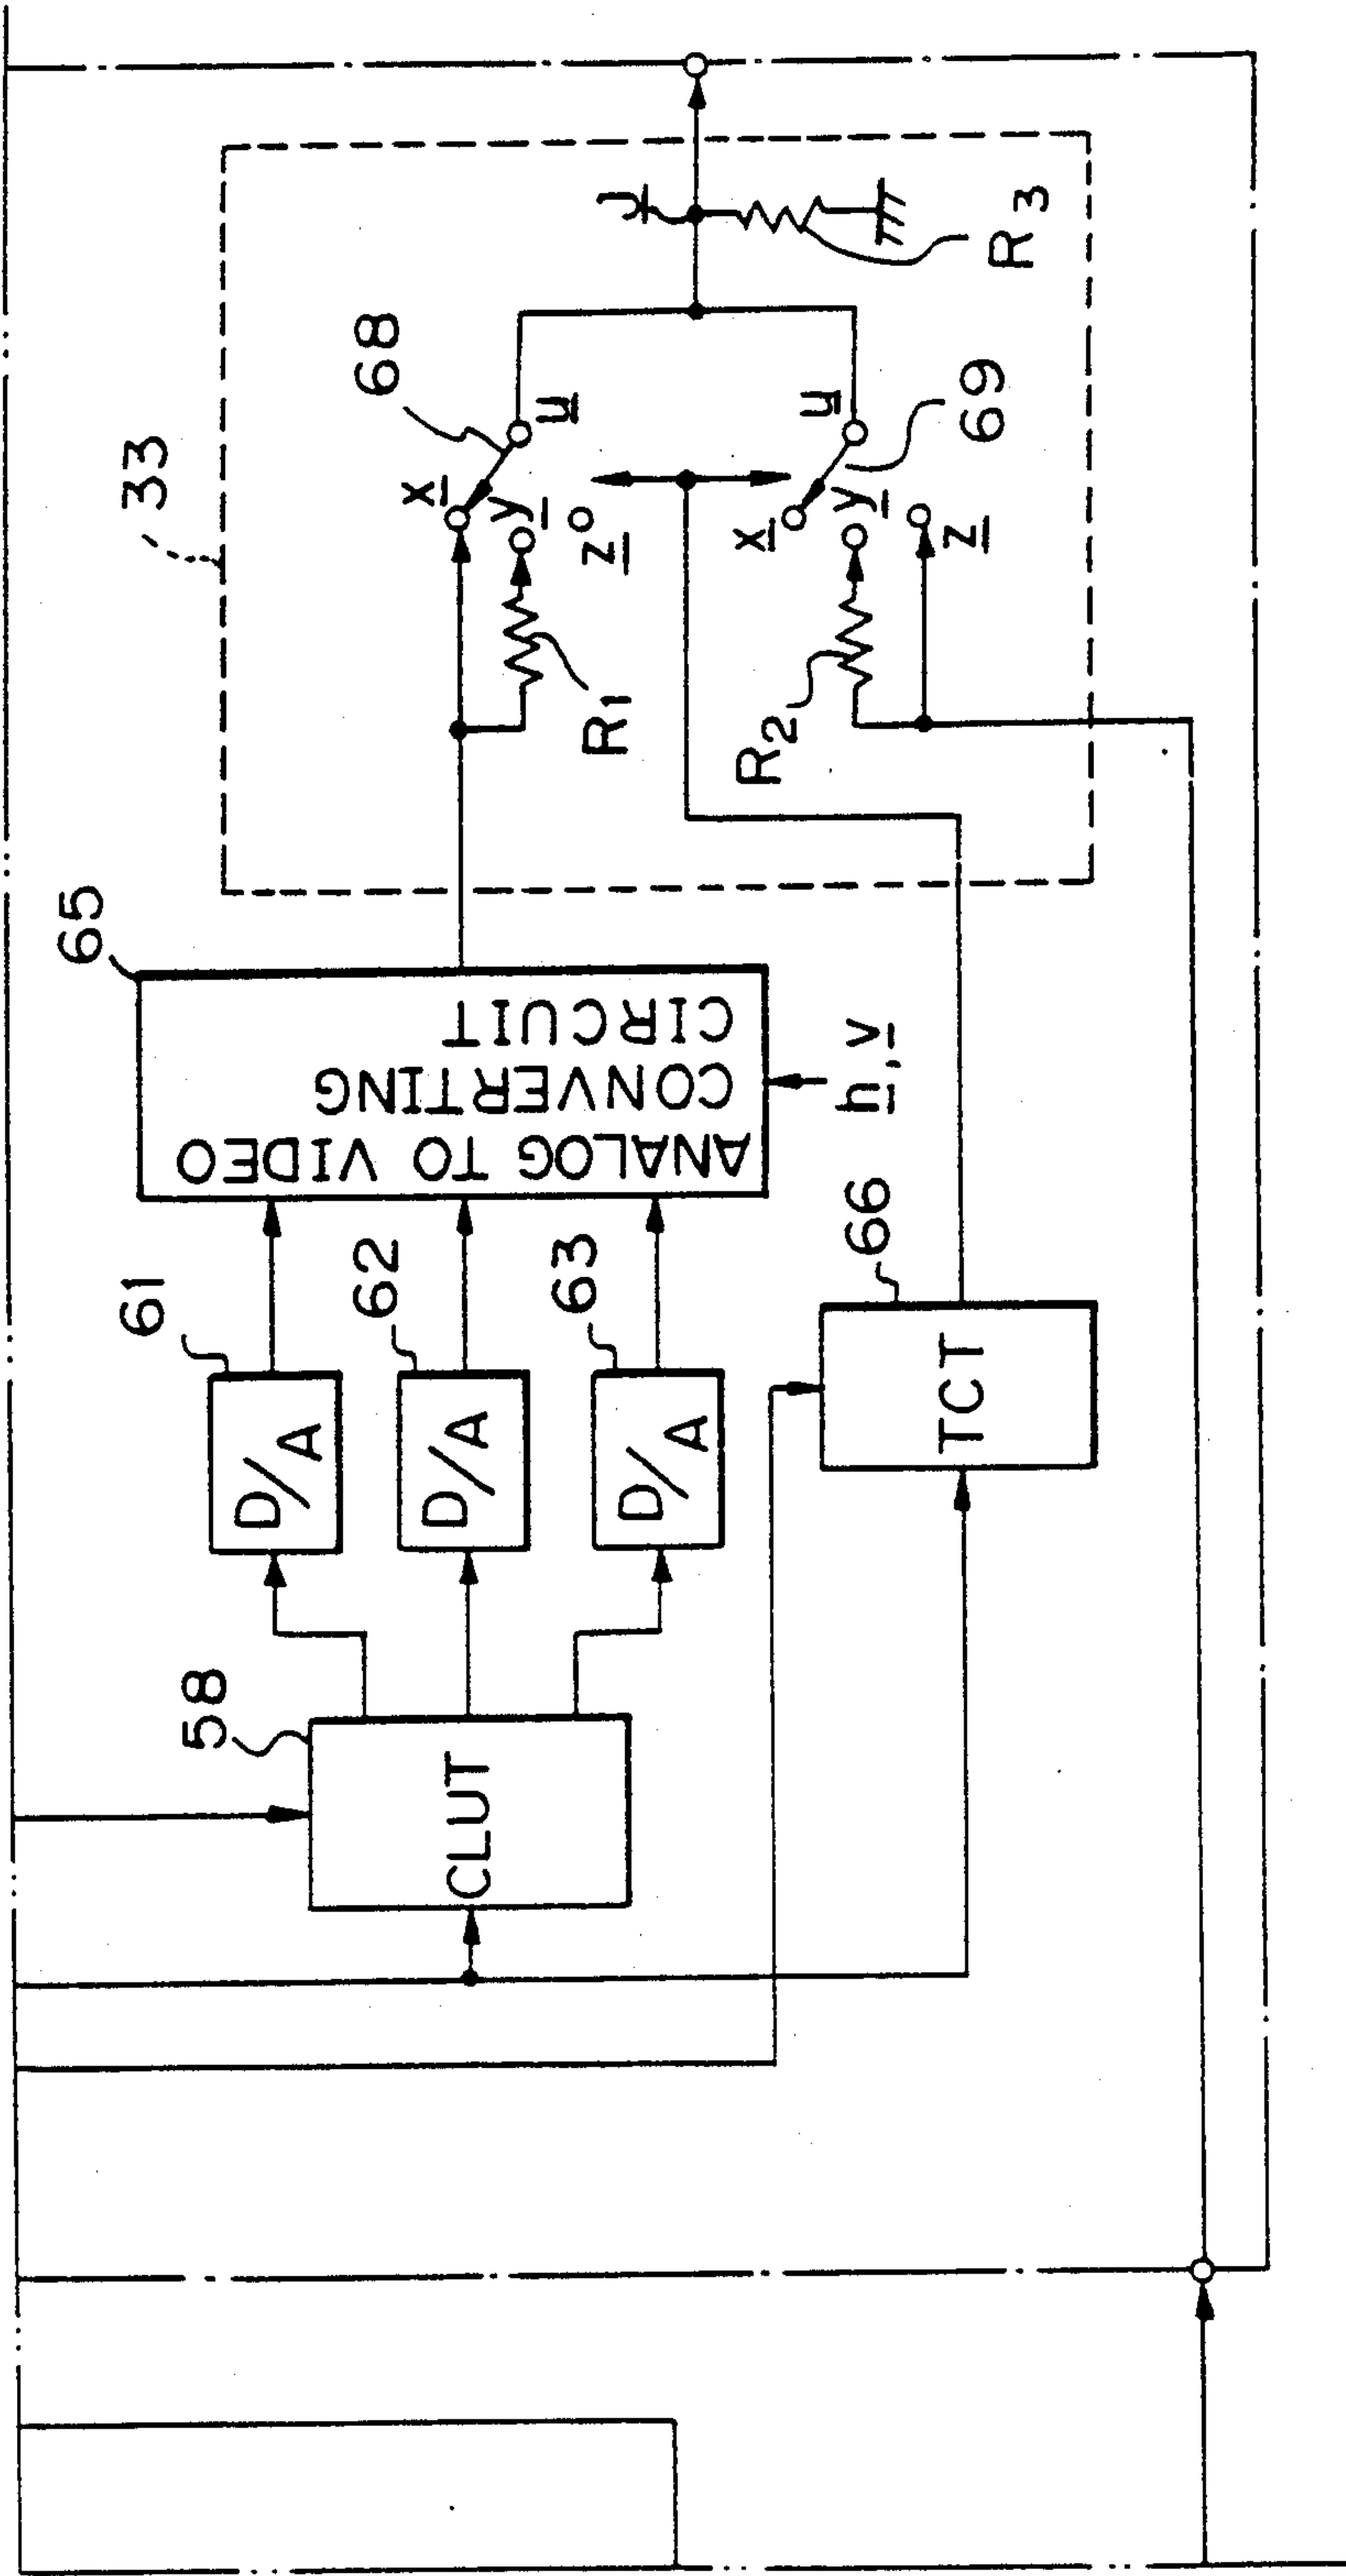 33
68
x
y
z
u
J
R1
R3
x
y
z
u
69
R2
65
ANALOG TO VIDEO
CONVERTING
CIRCUIT
h, v
61
D/A
62
D/A
63
D/A
66
TCT
58
CLUT